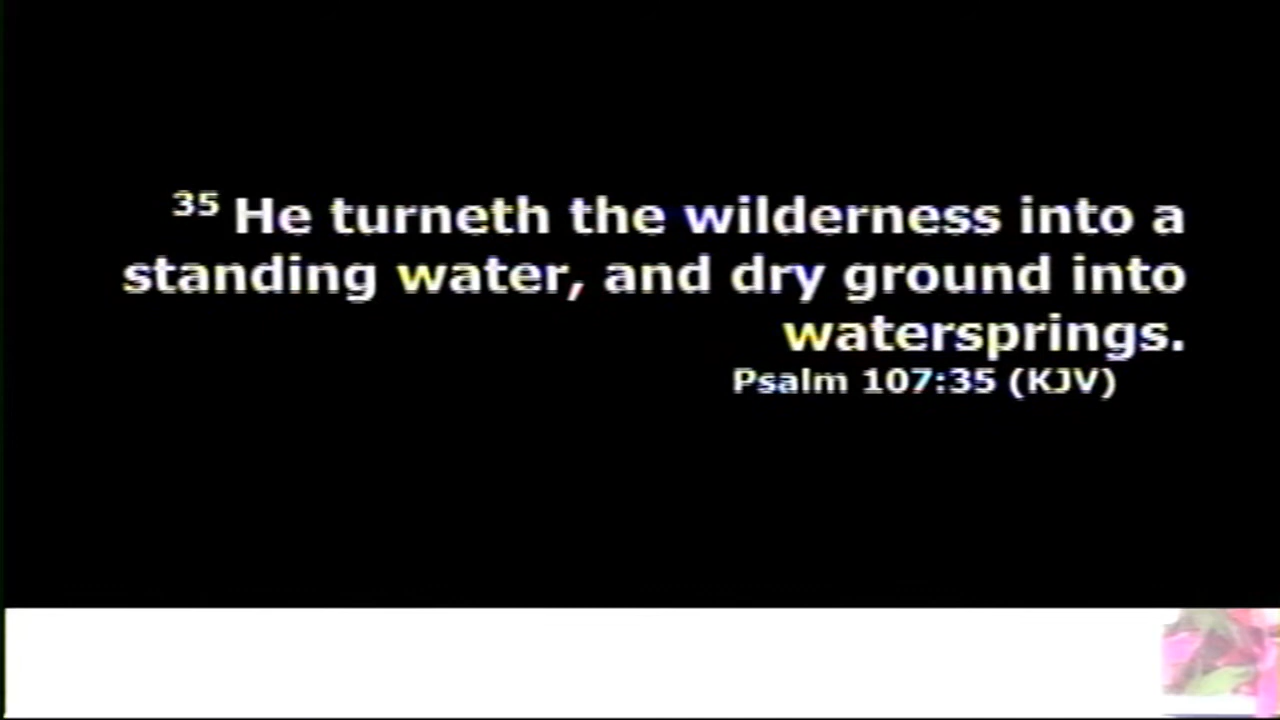 35 He turneth the wilderness into a
standing water, and dry ground into
watersprings.
Psalm 107:35 (KJV)